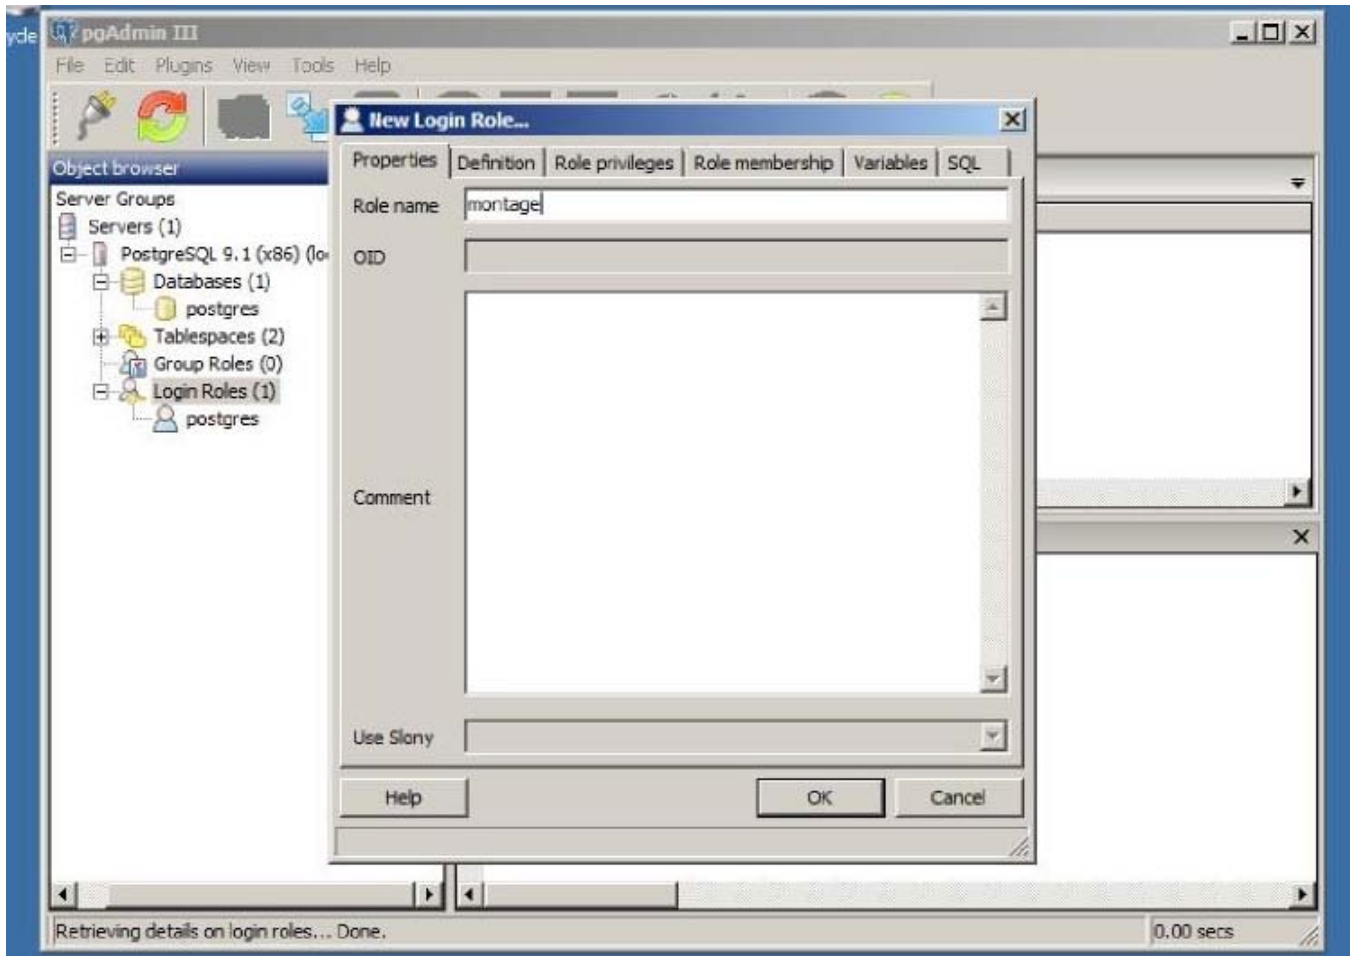 ycle
pgAdmin III
File Edit Plugins View Tools Help
New Login Role...
Object browser
Properties Definition Role privileges Role membership Variables SQL
Server Groups
Servers (1)
PostgreSQL 9.1 (x86) (lo
Databases (1)
postgres
Tablespaces (2)
Group Roles (0)
Login Roles (1)
postgres
Role name montage
OID
Comment
Use Slony
Help OK Cancel
Retrieving details on login roles... Done. 0.00 secs